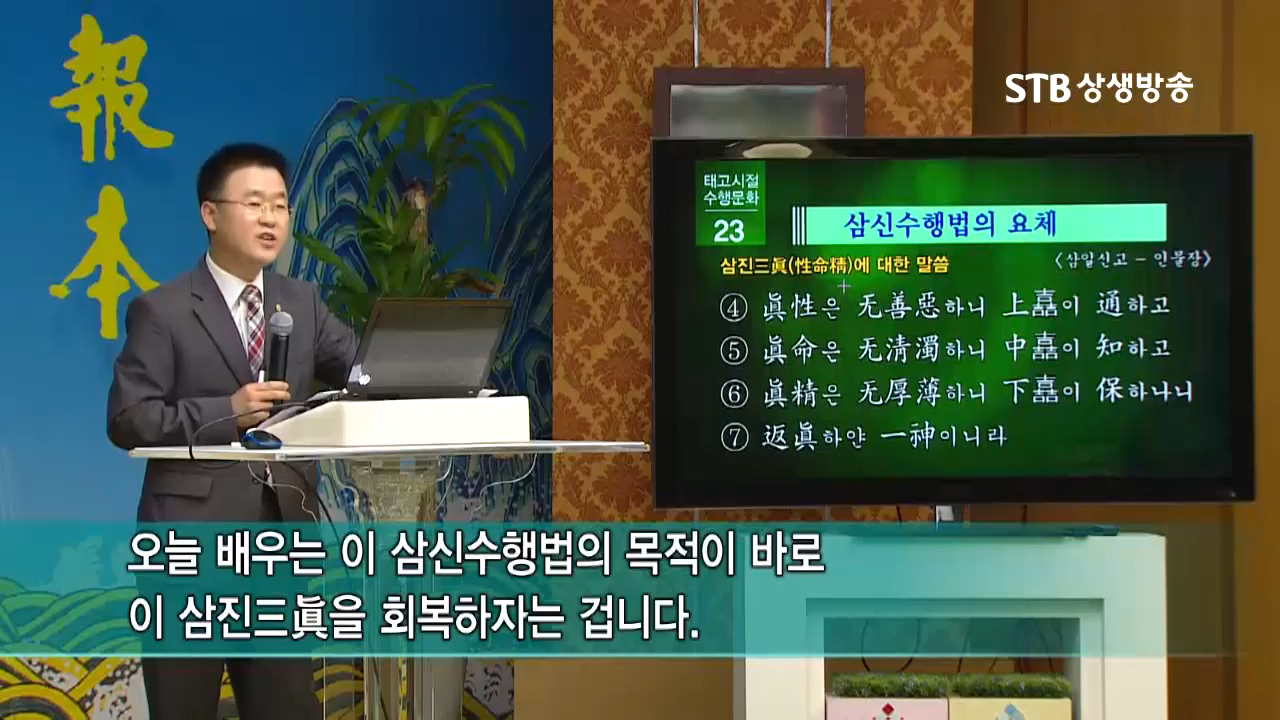 報
本
STB 상생방송
태고시절
수행문화
23
삼신수행법의 요체
삼진三眞(性命精)에 대한 말씀
〈삼일신고 - 인물장〉
④ 眞性은 无善惡하니 上嚞이 通하고
⑤ 眞命은 无淸濁하니 中嚞이 知하고
⑥ 眞精은 无厚薄하니 下嚞이 保하나니
⑦ 返眞하얀 一神이니라
오늘 배우는 이 삼신수행법의 목적이 바로
이 삼진三眞을 회복하자는 겁니다.